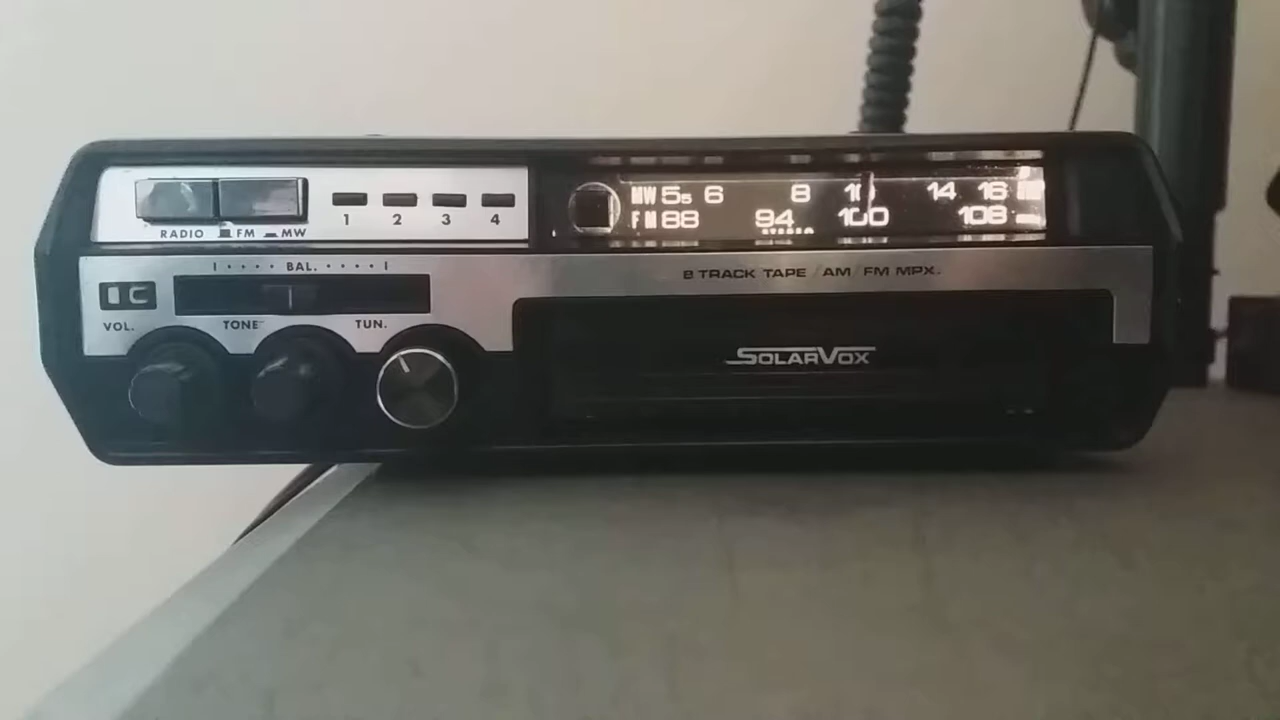 RADIO FM MW
1 2 3 4
MW 5₅ 6 8 10 14 16
FM 88 94 100 108
BAL.
8 TRACK TAPE / AM / FM MPX.
VOL. TONE TUN.
SOLARVOX